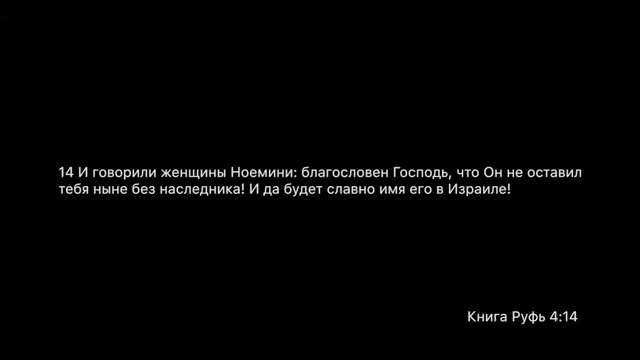 14 И говорили женщины Ноемини: благословен Господь, что Он не оставил
тебя ныне без наследника! И да будет славно имя его в Израиле!
Книга Руфь 4:14